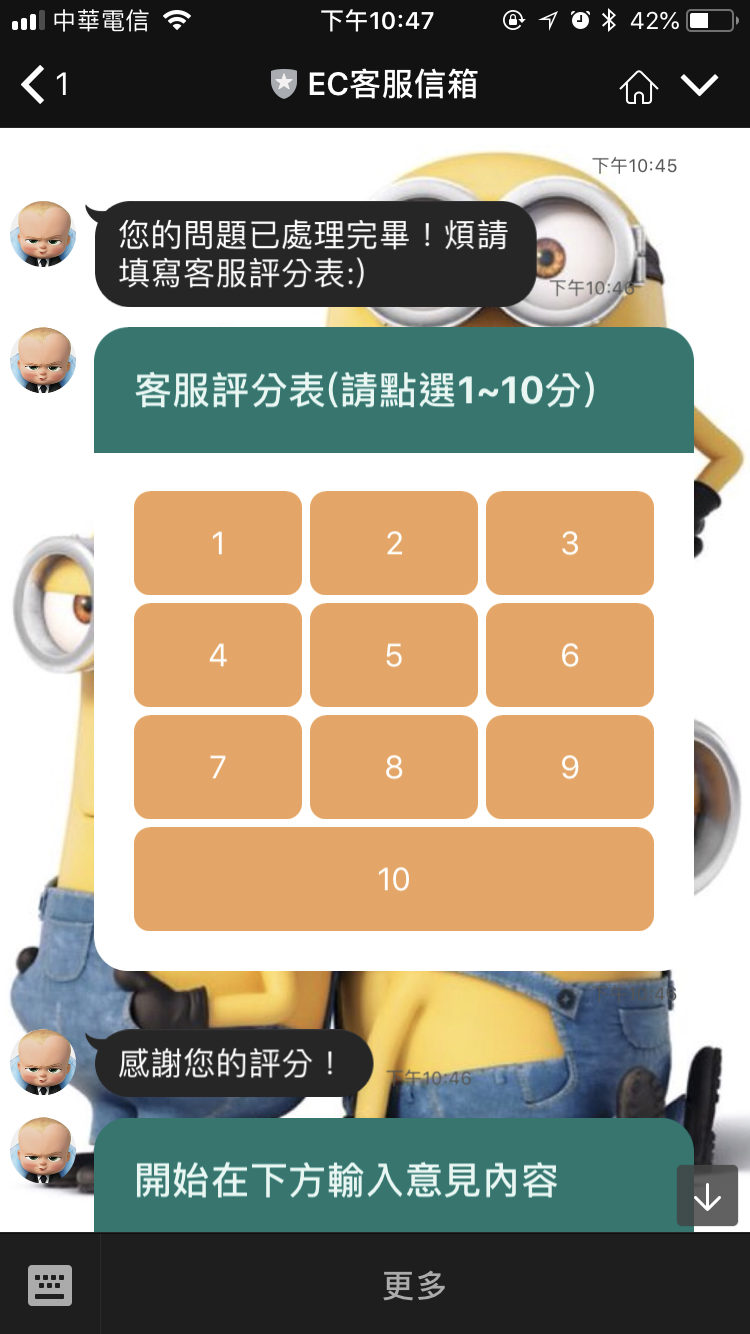 中華電信 下午10:47 42%
1 EC客服信箱
下午10:45
您的問題已處理完畢！煩請
填寫客服評分表:)
下午10:46
客服評分表(請點選1~10分)
1 2 3
4 5 6
7 8 9
10
46
感謝您的評分！
下午10:46
開始在下方輸入意見內容
更多